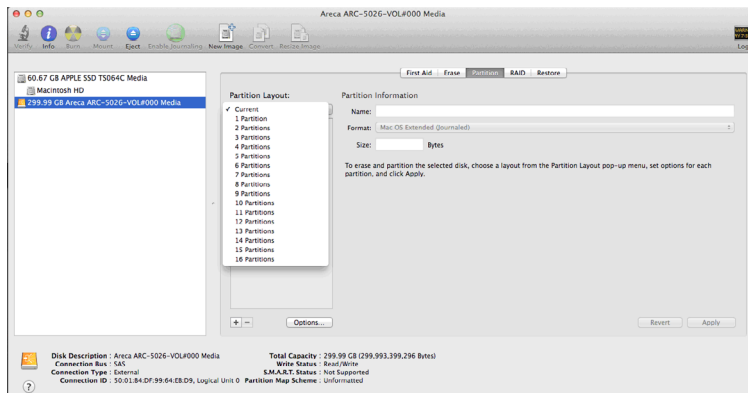 Areca ARC-5026-VOL#000 Media
Verify Info Burn Mount Eject Enable Journaling New Image Convert Resize Image
Log
60.67 GB APPLE SSD TS064C Media
Macintosh HD
299.99 GB Areca ARC-5026-VOL#000 Media
First Aid Erase Partition RAID Restore
Partition Layout:
✓ Current
1 Partition
2 Partitions
3 Partitions
4 Partitions
5 Partitions
6 Partitions
7 Partitions
8 Partitions
9 Partitions
10 Partitions
11 Partitions
12 Partitions
13 Partitions
14 Partitions
15 Partitions
16 Partitions
+ −
Options...
Partition Information
Name:
Format: Mac OS Extended (Journaled)
Size: Bytes
To erase and partition the selected disk, choose a layout from the Partition Layout pop-up menu, set options for each
partition, and click Apply.
Revert Apply
Disk Description : Areca ARC-5026-VOL#000 Media
Connection Bus : SAS
Connection Type : External
Connection ID : 50:01:B4:DF:99:64:EB:D9, Logical Unit 0
Total Capacity : 299.99 GB (299,993,399,296 Bytes)
Write Status : Read/Write
S.M.A.R.T. Status : Not Supported
Partition Map Scheme : Unformatted
?